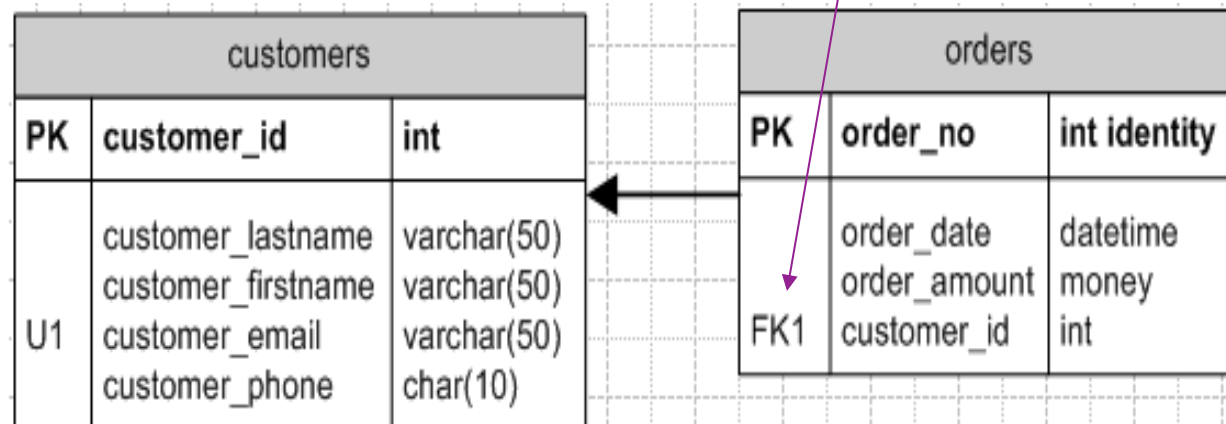 customers
PK customer_id int
customer_lastname varchar(50)
customer_firstname varchar(50)
U1 customer_email varchar(50)
customer_phone char(10)
orders
PK order_no int identity
order_date datetime
order_amount money
FK1 customer_id int